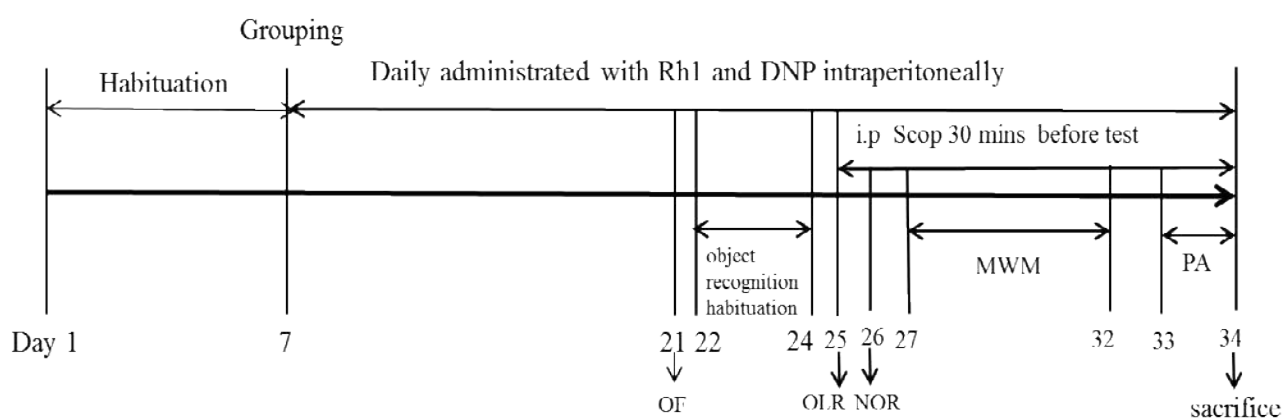 Grouping
Habituation
Daily administrated with Rh1 and DNP intraperitoneally
i.p Scop 30 mins before test
object
recognition
habituation
MWM
PA
Day 1
7
21
22
24
25
26
27
32
33
34
OF
OLR
NOR
sacrifice